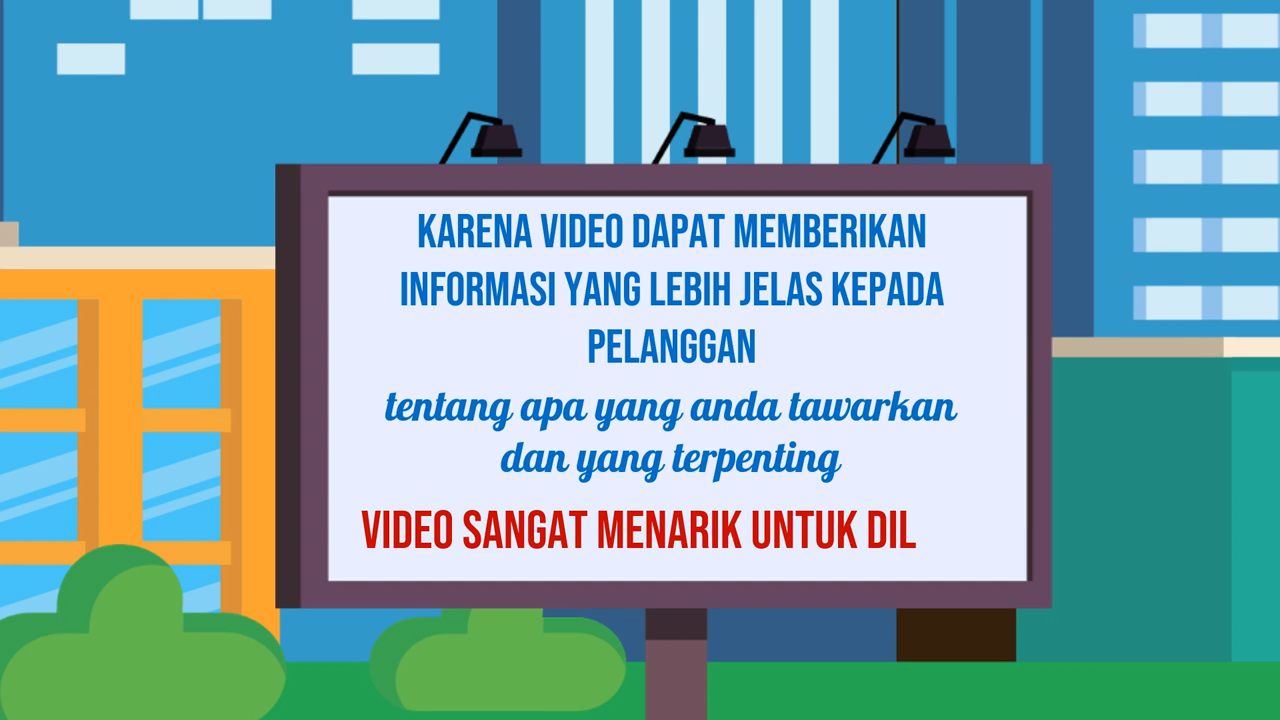 KARENA VIDEO DAPAT MEMBERIKAN
INFORMASI YANG LEBIH JELAS KEPADA
PELANGGAN
tentang apa yang anda tawarkan
dan yang terpenting
VIDEO SANGAT MENARIK UNTUK DIL